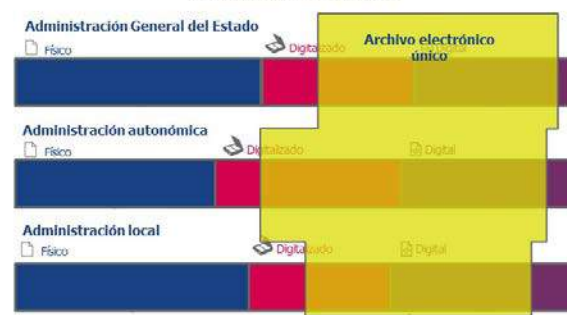 Administración General del Estado
Físico
Digitalizado
Digital
Archivo electrónico
único
Administración autonómica
Físico
Digitalizado
Digital
Administración local
Físico
Digitalizado
Digital